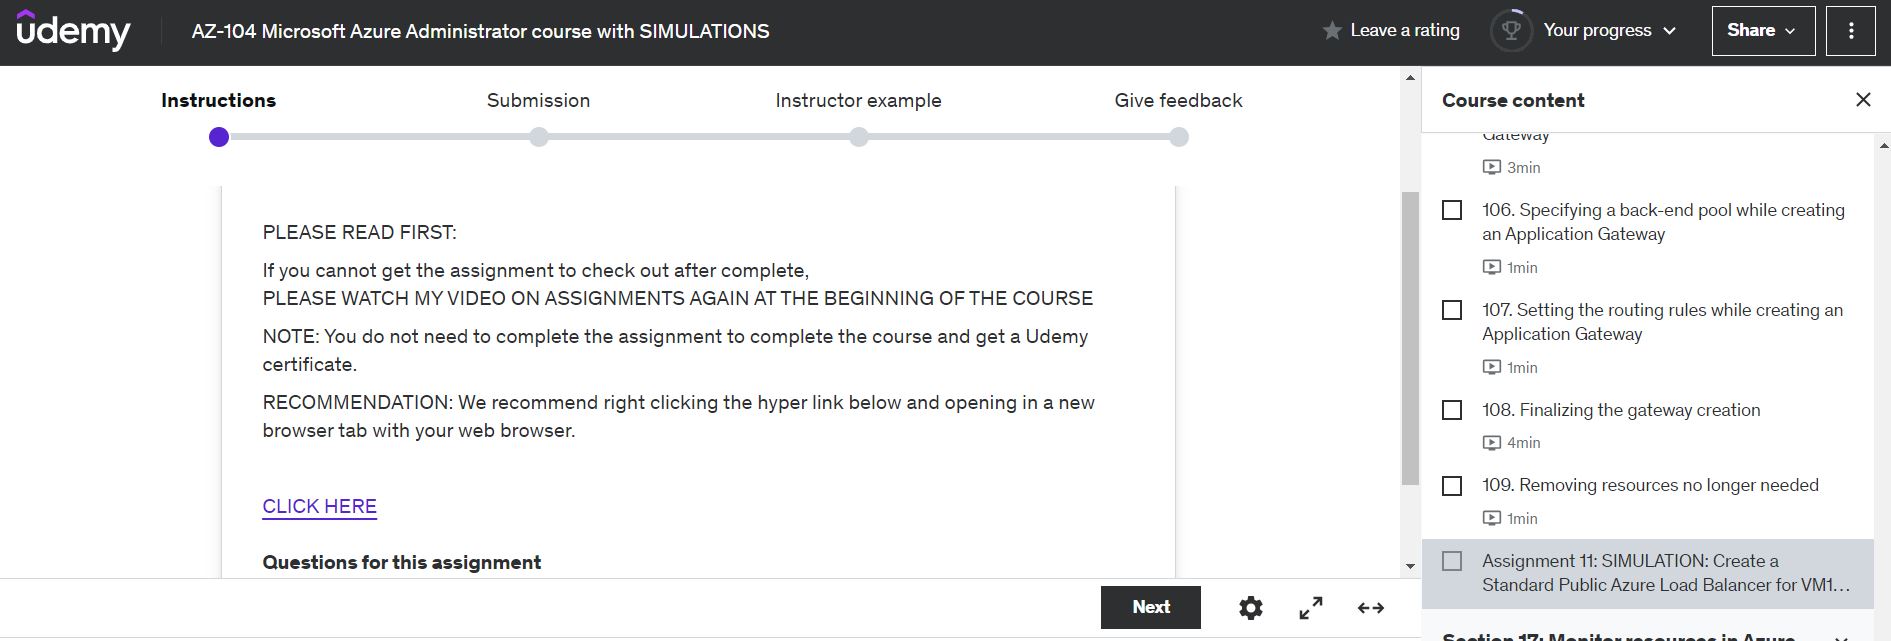 udemy
AZ-104 Microsoft Azure Administrator course with SIMULATIONS
Leave a rating
Your progress
Share
Instructions
Submission
Instructor example
Give feedback
PLEASE READ FIRST:
If you cannot get the assignment to check out after complete,
PLEASE WATCH MY VIDEO ON ASSIGNMENTS AGAIN AT THE BEGINNING OF THE COURSE
NOTE: You do not need to complete the assignment to complete the course and get a Udemy
certificate.
RECOMMENDATION: We recommend right clicking the hyper link below and opening in a new
browser tab with your web browser.
CLICK HERE
Questions for this assignment
Next
Course content
Gateway
3min
106. Specifying a back-end pool while creating
an Application Gateway
1min
107. Setting the routing rules while creating an
Application Gateway
1min
108. Finalizing the gateway creation
4min
109. Removing resources no longer needed
1min
Assignment 11: SIMULATION: Create a
Standard Public Azure Load Balancer for VM1...
Section 17: Monitor resources in Azure